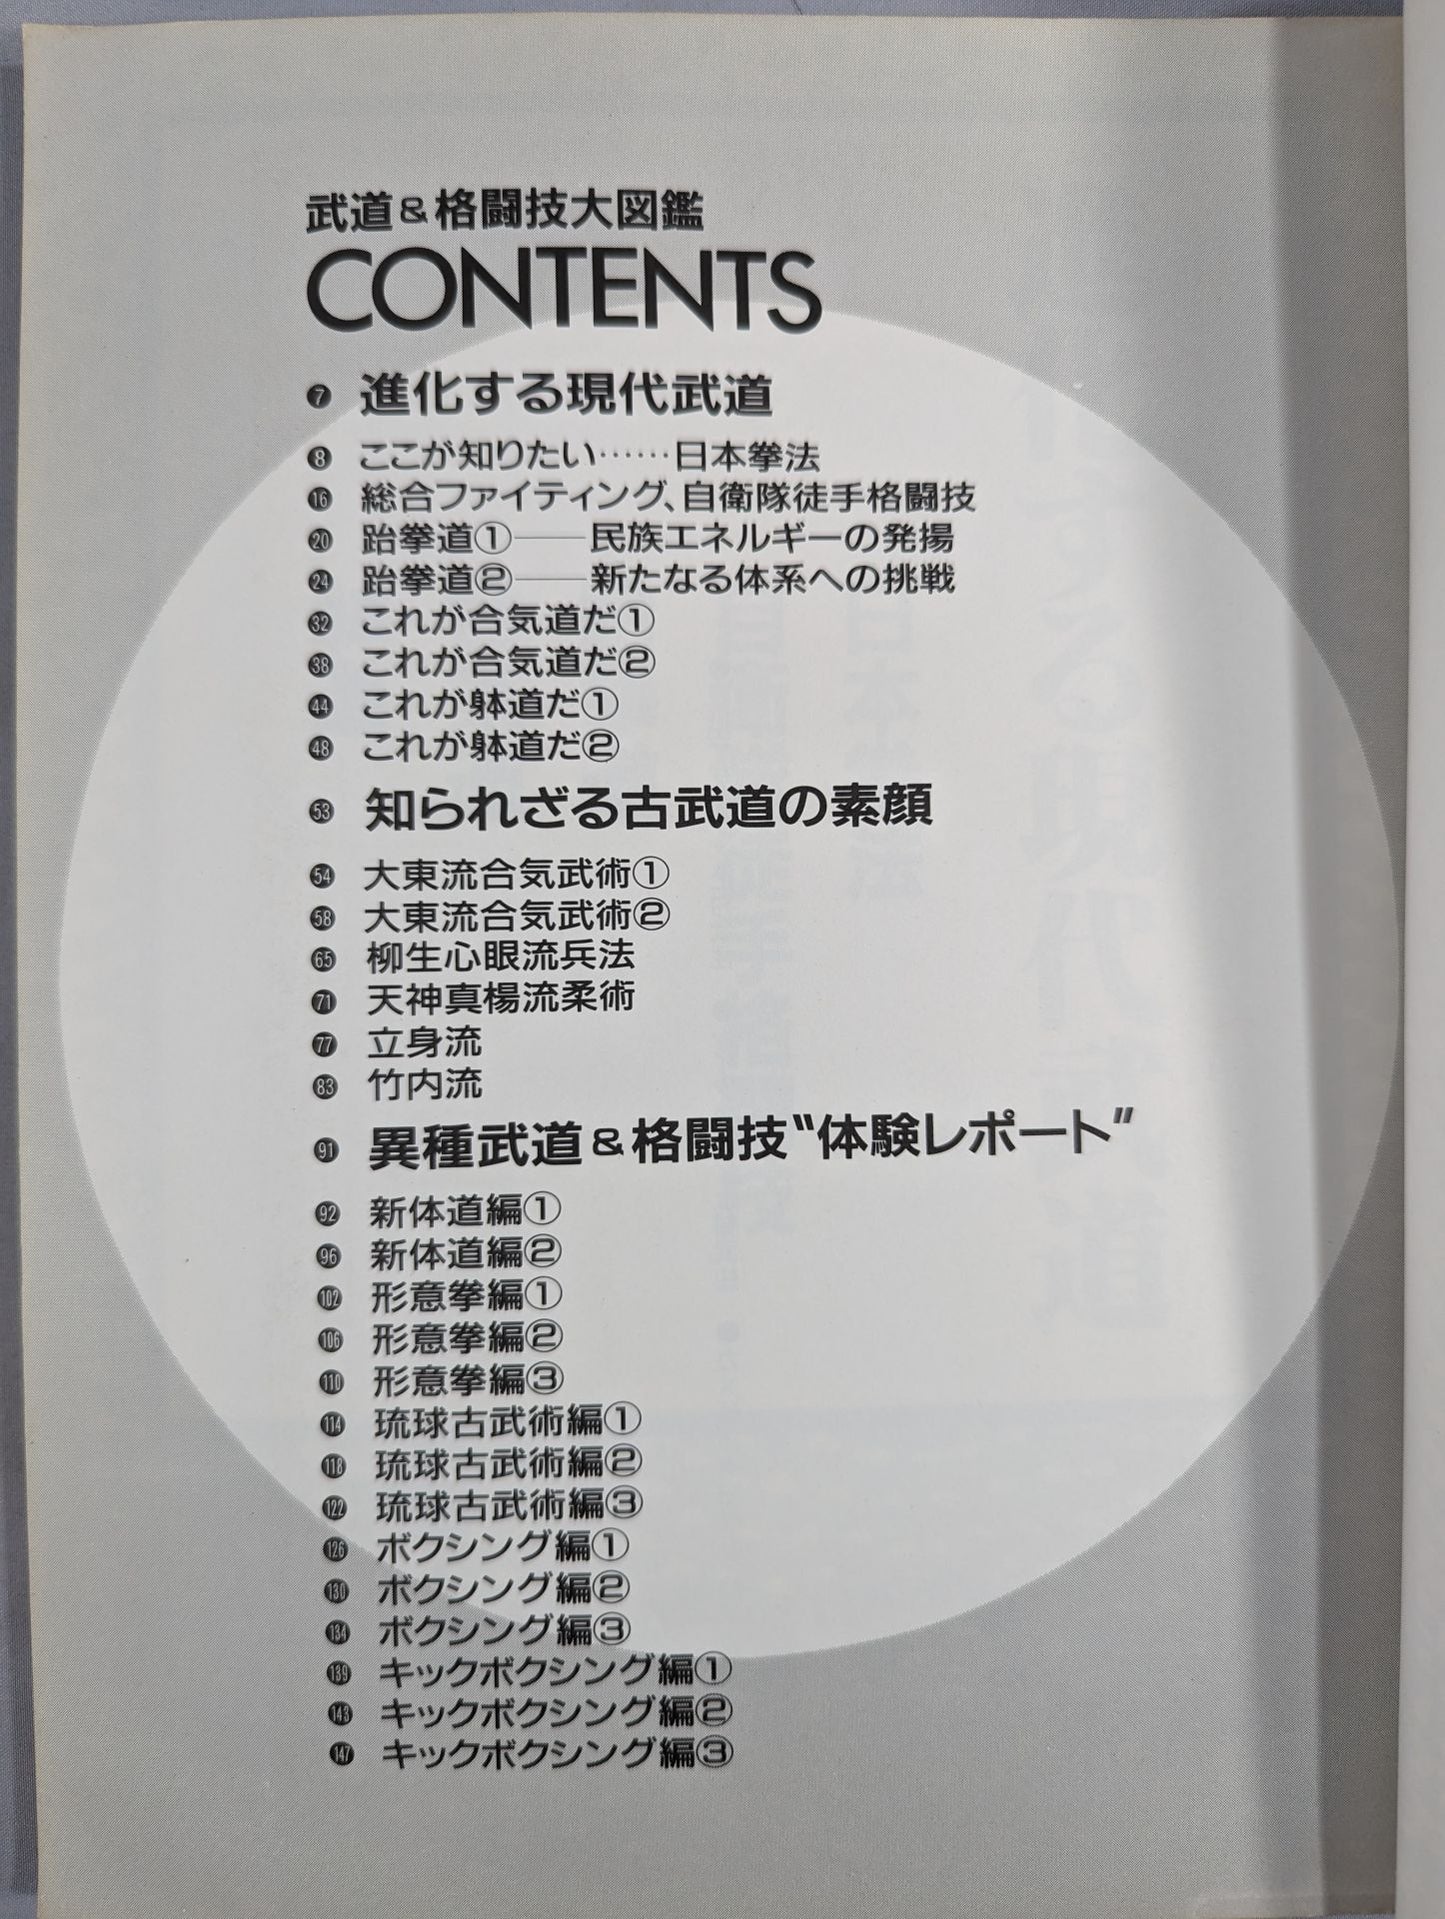 武道&格闘技大図鑑
CONTENTS
7 進化する現代武道
8 ここが知りたい……日本拳法
16 総合ファイティング、自衛隊徒手格闘技
20 跆拳道①――民族エネルギーの発揚
24 跆拳道②――新たなる体系への挑戦
32 これが合気道だ①
38 これが合気道だ②
44 これが躰道だ①
48 これが躰道だ②
53 知られざる古武道の素顔
54 大東流合気武術①
58 大東流合気武術②
65 柳生心眼流兵法
71 天神真楊流柔術
77 立身流
83 竹内流
91 異種武道&格闘技〝体験レポート〞
92 新体道編①
96 新体道編②
102 形意拳編①
106 形意拳編②
110 形意拳編③
114 琉球古武術編①
118 琉球古武術編②
122 琉球古武術編③
126 ボクシング編①
130 ボクシング編②
134 ボクシング編③
139 キックボクシング編①
143 キックボクシング編②
147 キックボクシング編③